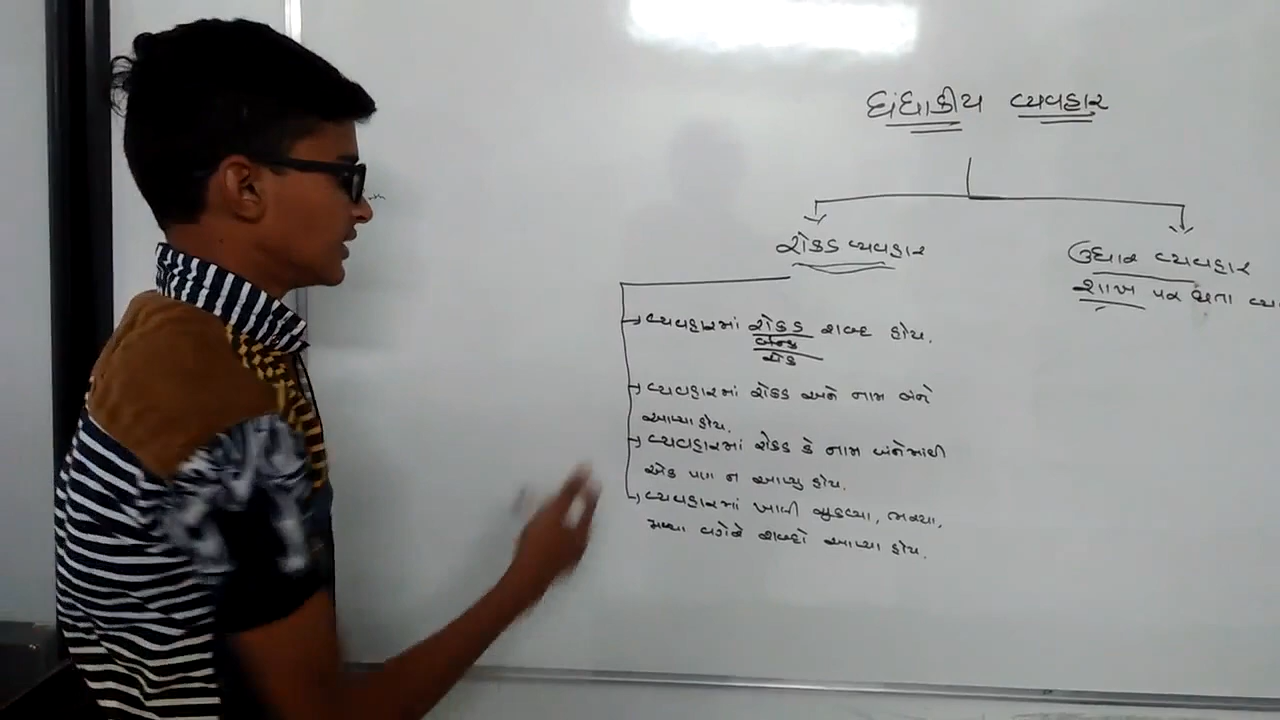 ધંધાકીય વ્યવહાર
રોકડ વ્યવહાર
ઉધાર વ્યવહાર
શાખ પર થતા વ્ય
વ્યવહારમાં રોકડ શબ્દ હોય.
બેન્ક
ચેક
વ્યવહારમાં રોકડ અને નામ બંને
આપ્યા હોય.
વ્યવહારમાં રોકડ કે નામ બંનેમાંથી
એક પણ ન આપ્યુ હોય.
વ્યવહારમાં ખાલી ચુકવ્યા, ભર્યા,
મળ્યા વગેરે શબ્દો આપ્યા હોય.